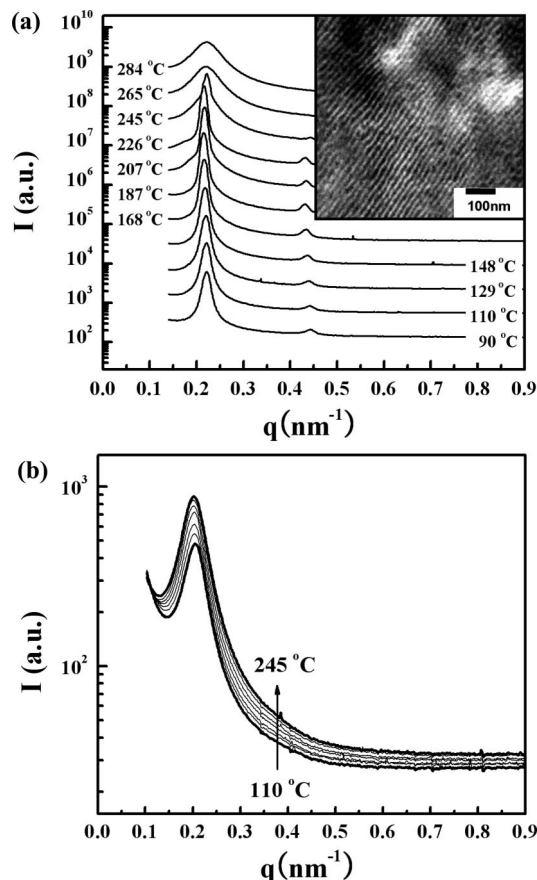 (a)
10^10
10^9
10^8
10^7
10^6
10^5
10^4
10^3
10^2
I (a.u.)
284 °C
265 °C
245 °C
226 °C
207 °C
187 °C
168 °C
148 °C
129 °C
110 °C
90 °C
100nm
0.0 0.1 0.2 0.3 0.4 0.5 0.6 0.7 0.8 0.9
q(nm^-1)
(b)
10^3
10^2
I (a.u.)
245 °C
110 °C
0.0 0.1 0.2 0.3 0.4 0.5 0.6 0.7 0.8 0.9
q(nm^-1)